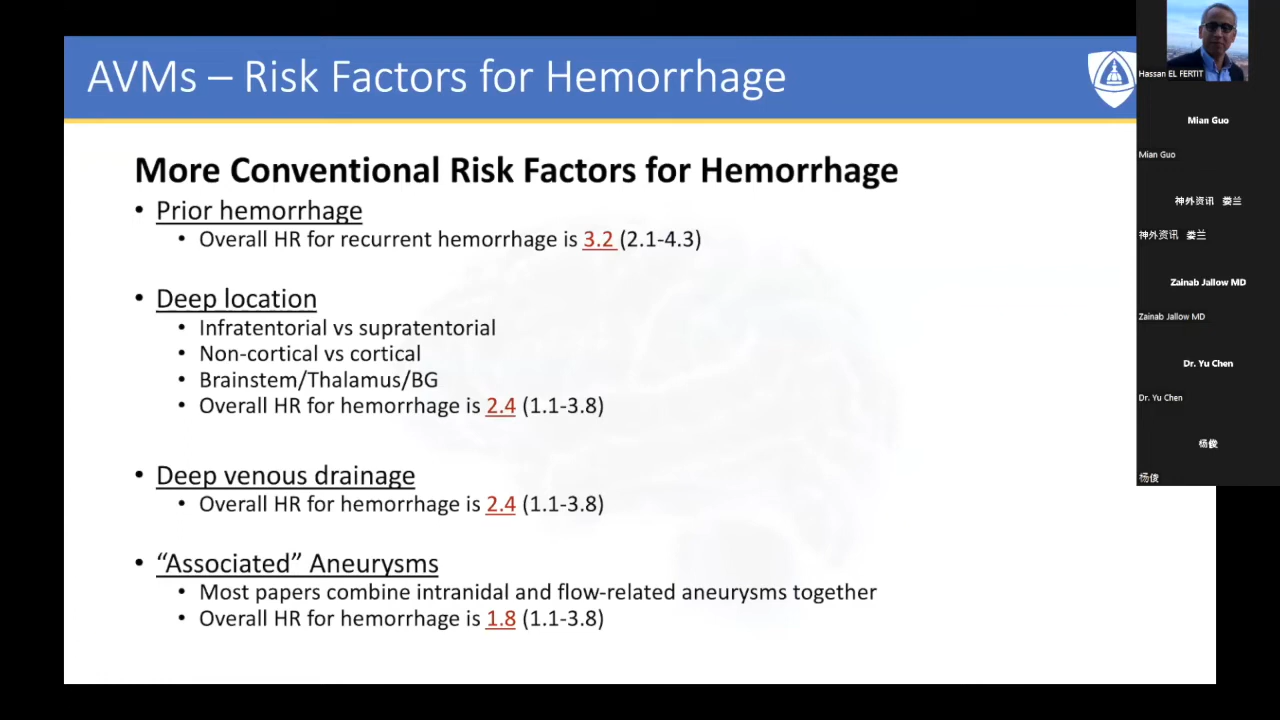 AVMs – Risk Factors for Hemorrhage
More Conventional Risk Factors for Hemorrhage
• Prior hemorrhage
• Overall HR for recurrent hemorrhage is 3.2 (2.1-4.3)
• Deep location
• Infratentorial vs supratentorial
• Non-cortical vs cortical
• Brainstem/Thalamus/BG
• Overall HR for hemorrhage is 2.4 (1.1-3.8)
• Deep venous drainage
• Overall HR for hemorrhage is 2.4 (1.1-3.8)
• “Associated” Aneurysms
• Most papers combine intranidal and flow-related aneurysms together
• Overall HR for hemorrhage is 1.8 (1.1-3.8)
Hassan EL FERTIT
Mian Guo
Mian Guo
神外资讯 娄兰
神外资讯 娄兰
Zainab Jallow MD
Zainab Jallow MD
Dr. Yu Chen
Dr. Yu Chen
杨俊
杨俊